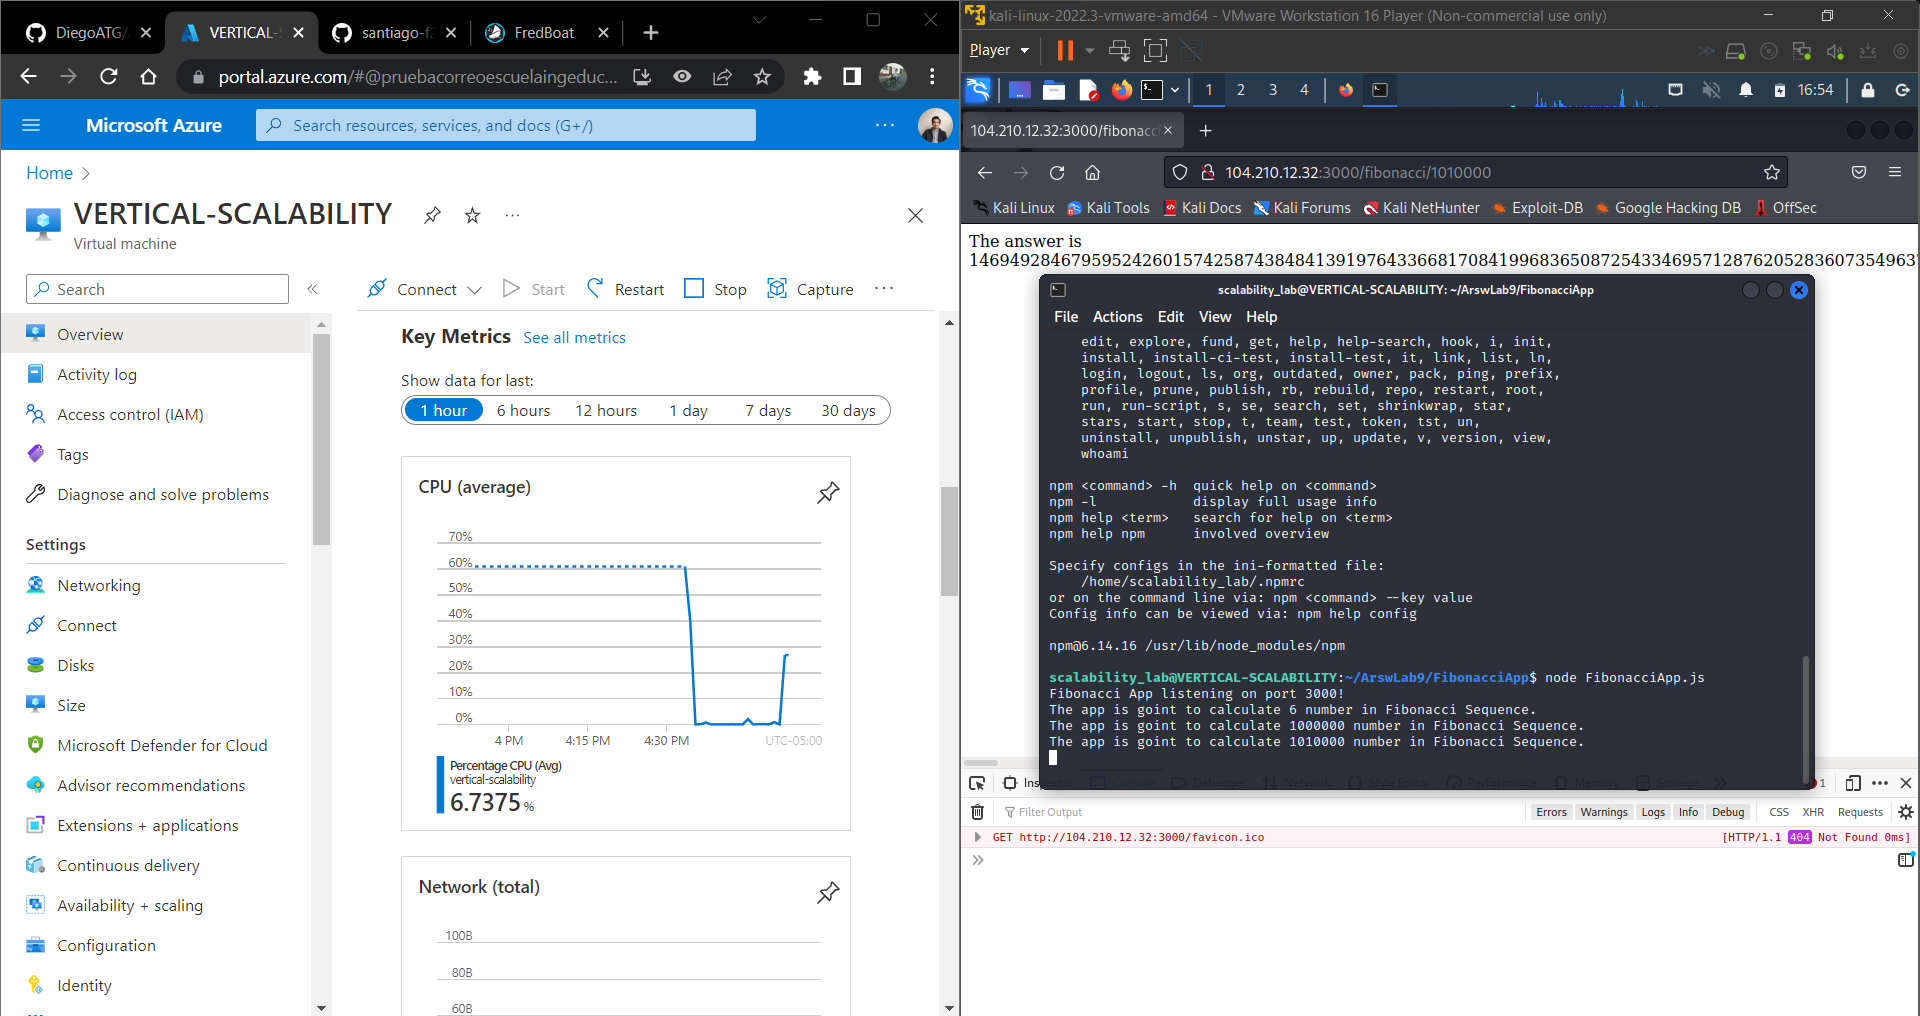 DiegoATG/
VERTICAL-S
santiago-f
FredBoat
portal.azure.com/#@pruebacorreoescuelaingeduc...
Microsoft Azure
Search resources, services, and docs (G+/)
Home
VERTICAL-SCALABILITY
Virtual machine
Search
Connect
Start
Restart
Stop
Capture
Overview
Activity log
Access control (IAM)
Tags
Diagnose and solve problems
Settings
Networking
Connect
Disks
Size
Microsoft Defender for Cloud
Advisor recommendations
Extensions + applications
Continuous delivery
Availability + scaling
Configuration
Identity
Key Metrics
See all metrics
Show data for last:
1 hour
6 hours
12 hours
1 day
7 days
30 days
CPU (average)
70%
60%
50%
40%
30%
20%
10%
0%
4 PM
4:15 PM
4:30 PM
UTC-05:00
Percentage CPU (Avg)
vertical-scalability
6.7375 %
Network (total)
100B
80B
60B
kali-linux-2022.3-vmware-amd64 - VMware Workstation 16 Player (Non-commercial use only)
Player
1
2
3
4
16:54
104.210.12.32:3000/fibonacci
104.210.12.32:3000/fibonacci/1010000
Kali Linux
Kali Tools
Kali Docs
Kali Forums
Kali NetHunter
Exploit-DB
Google Hacking DB
OffSec
The answer is
scalability_lab@VERTICAL-SCALABILITY: ~/ArswLab9/FibonacciApp
File Actions Edit View Help
edit, explore, fund, get, help, help-search, hook, i, init,
install, install-ci-test, install-test, it, link, list, ln,
login, logout, ls, org, outdated, owner, pack, ping, prefix,
profile, prune, publish, rb, rebuild, repo, restart, root,
run, run-script, s, se, search, set, shrinkwrap, star,
stars, start, stop, t, team, test, token, tst, un,
uninstall, unpublish, unstar, up, update, v, version, view,
whoami
npm <command> -h quick help on <command>
npm -l display full usage info
npm help <term> search for help on <term>
npm help npm involved overview
Specify configs in the ini-formatted file:
/home/scalability_lab/.npmrc
or on the command line via: npm <command> --key value
Config info can be viewed via: npm help config
npm@6.14.16 /usr/lib/node_modules/npm
scalability_lab@VERTICAL-SCALABILITY:~/ArswLab9/FibonacciApp$ node FibonacciApp.js
Fibonacci App listening on port 3000!
The app is goint to calculate 6 number in Fibonacci Sequence.
The app is goint to calculate 1000000 number in Fibonacci Sequence.
The app is goint to calculate 1010000 number in Fibonacci Sequence.
Inspector
Console
Debugger
Network
Style Editor
Performance
Memory
Storage
1
Filter Output
Errors
Warnings
Logs
Info
Debug
CSS
XHR
Requests
GET http://104.210.12.32:3000/favicon.ico
[HTTP/1.1 404 Not Found 0ms]